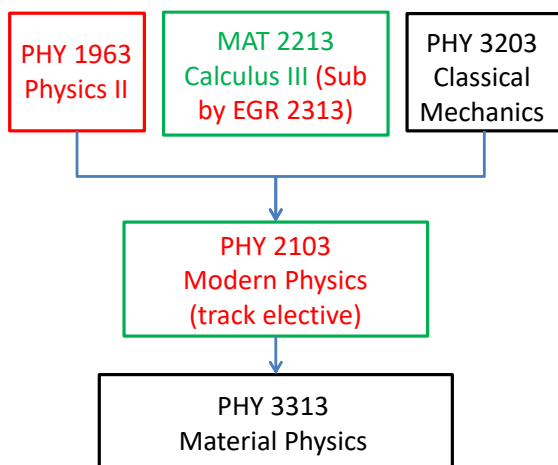 PHY 1963
Physics II
MAT 2213
Calculus III (Sub
by EGR 2313)
PHY 3203
Classical
Mechanics
PHY 2103
Modern Physics
(track elective)
PHY 3313
Material Physics